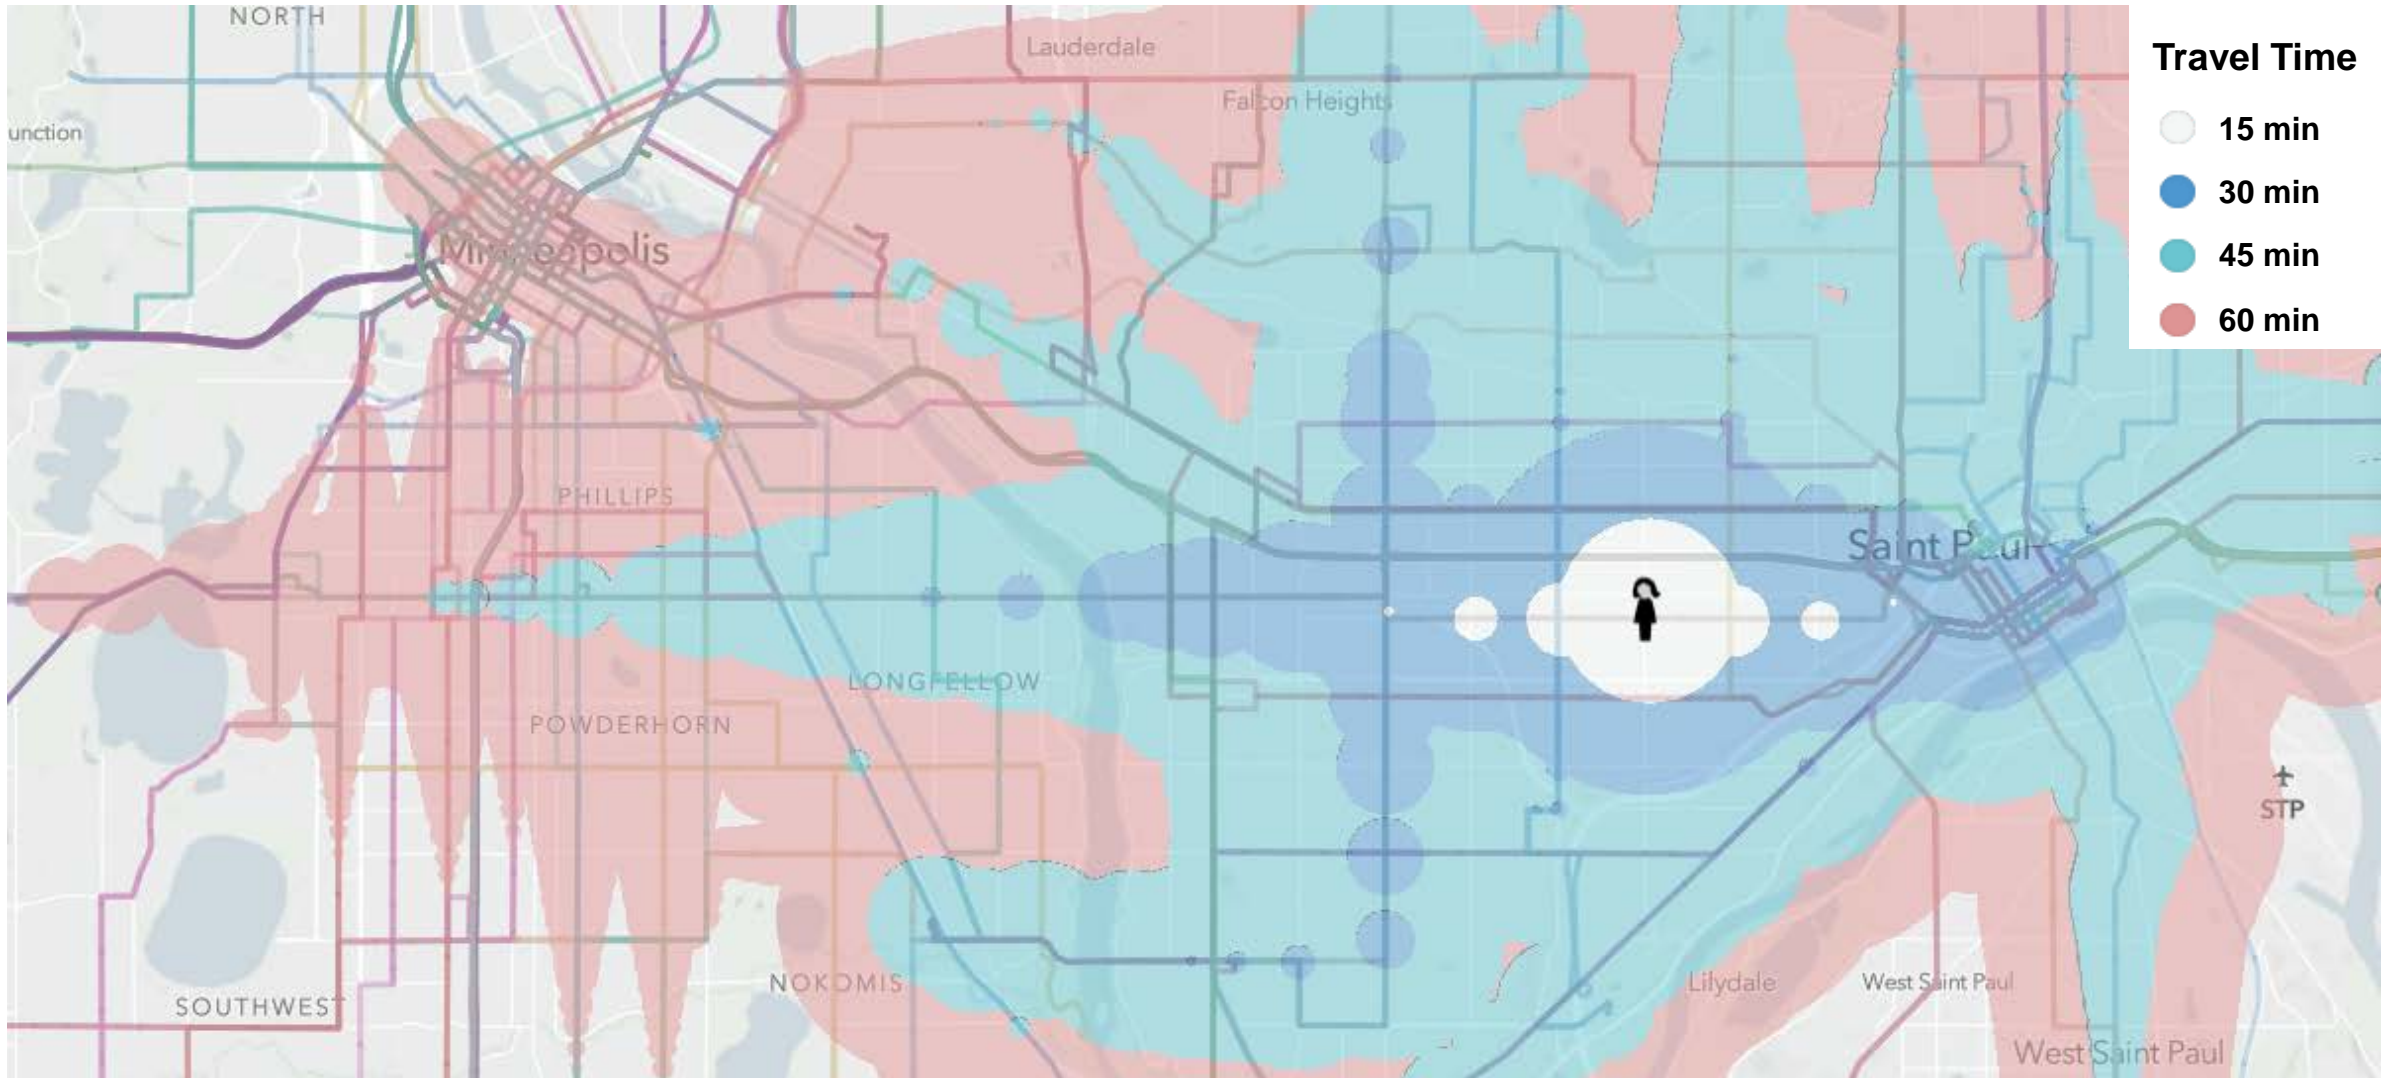 NORTH
Lauderdale
Travel Time
Falcon Heights
15 min
unction
30 min
Minneapolis
45 min
60 min
PHILLIPS
Saint Paul
LONGFELLOW
POWDERHORN
STP
NOKOMIS
Lilydale
West Saint Paul
SOUTHWEST
West Saint Paul